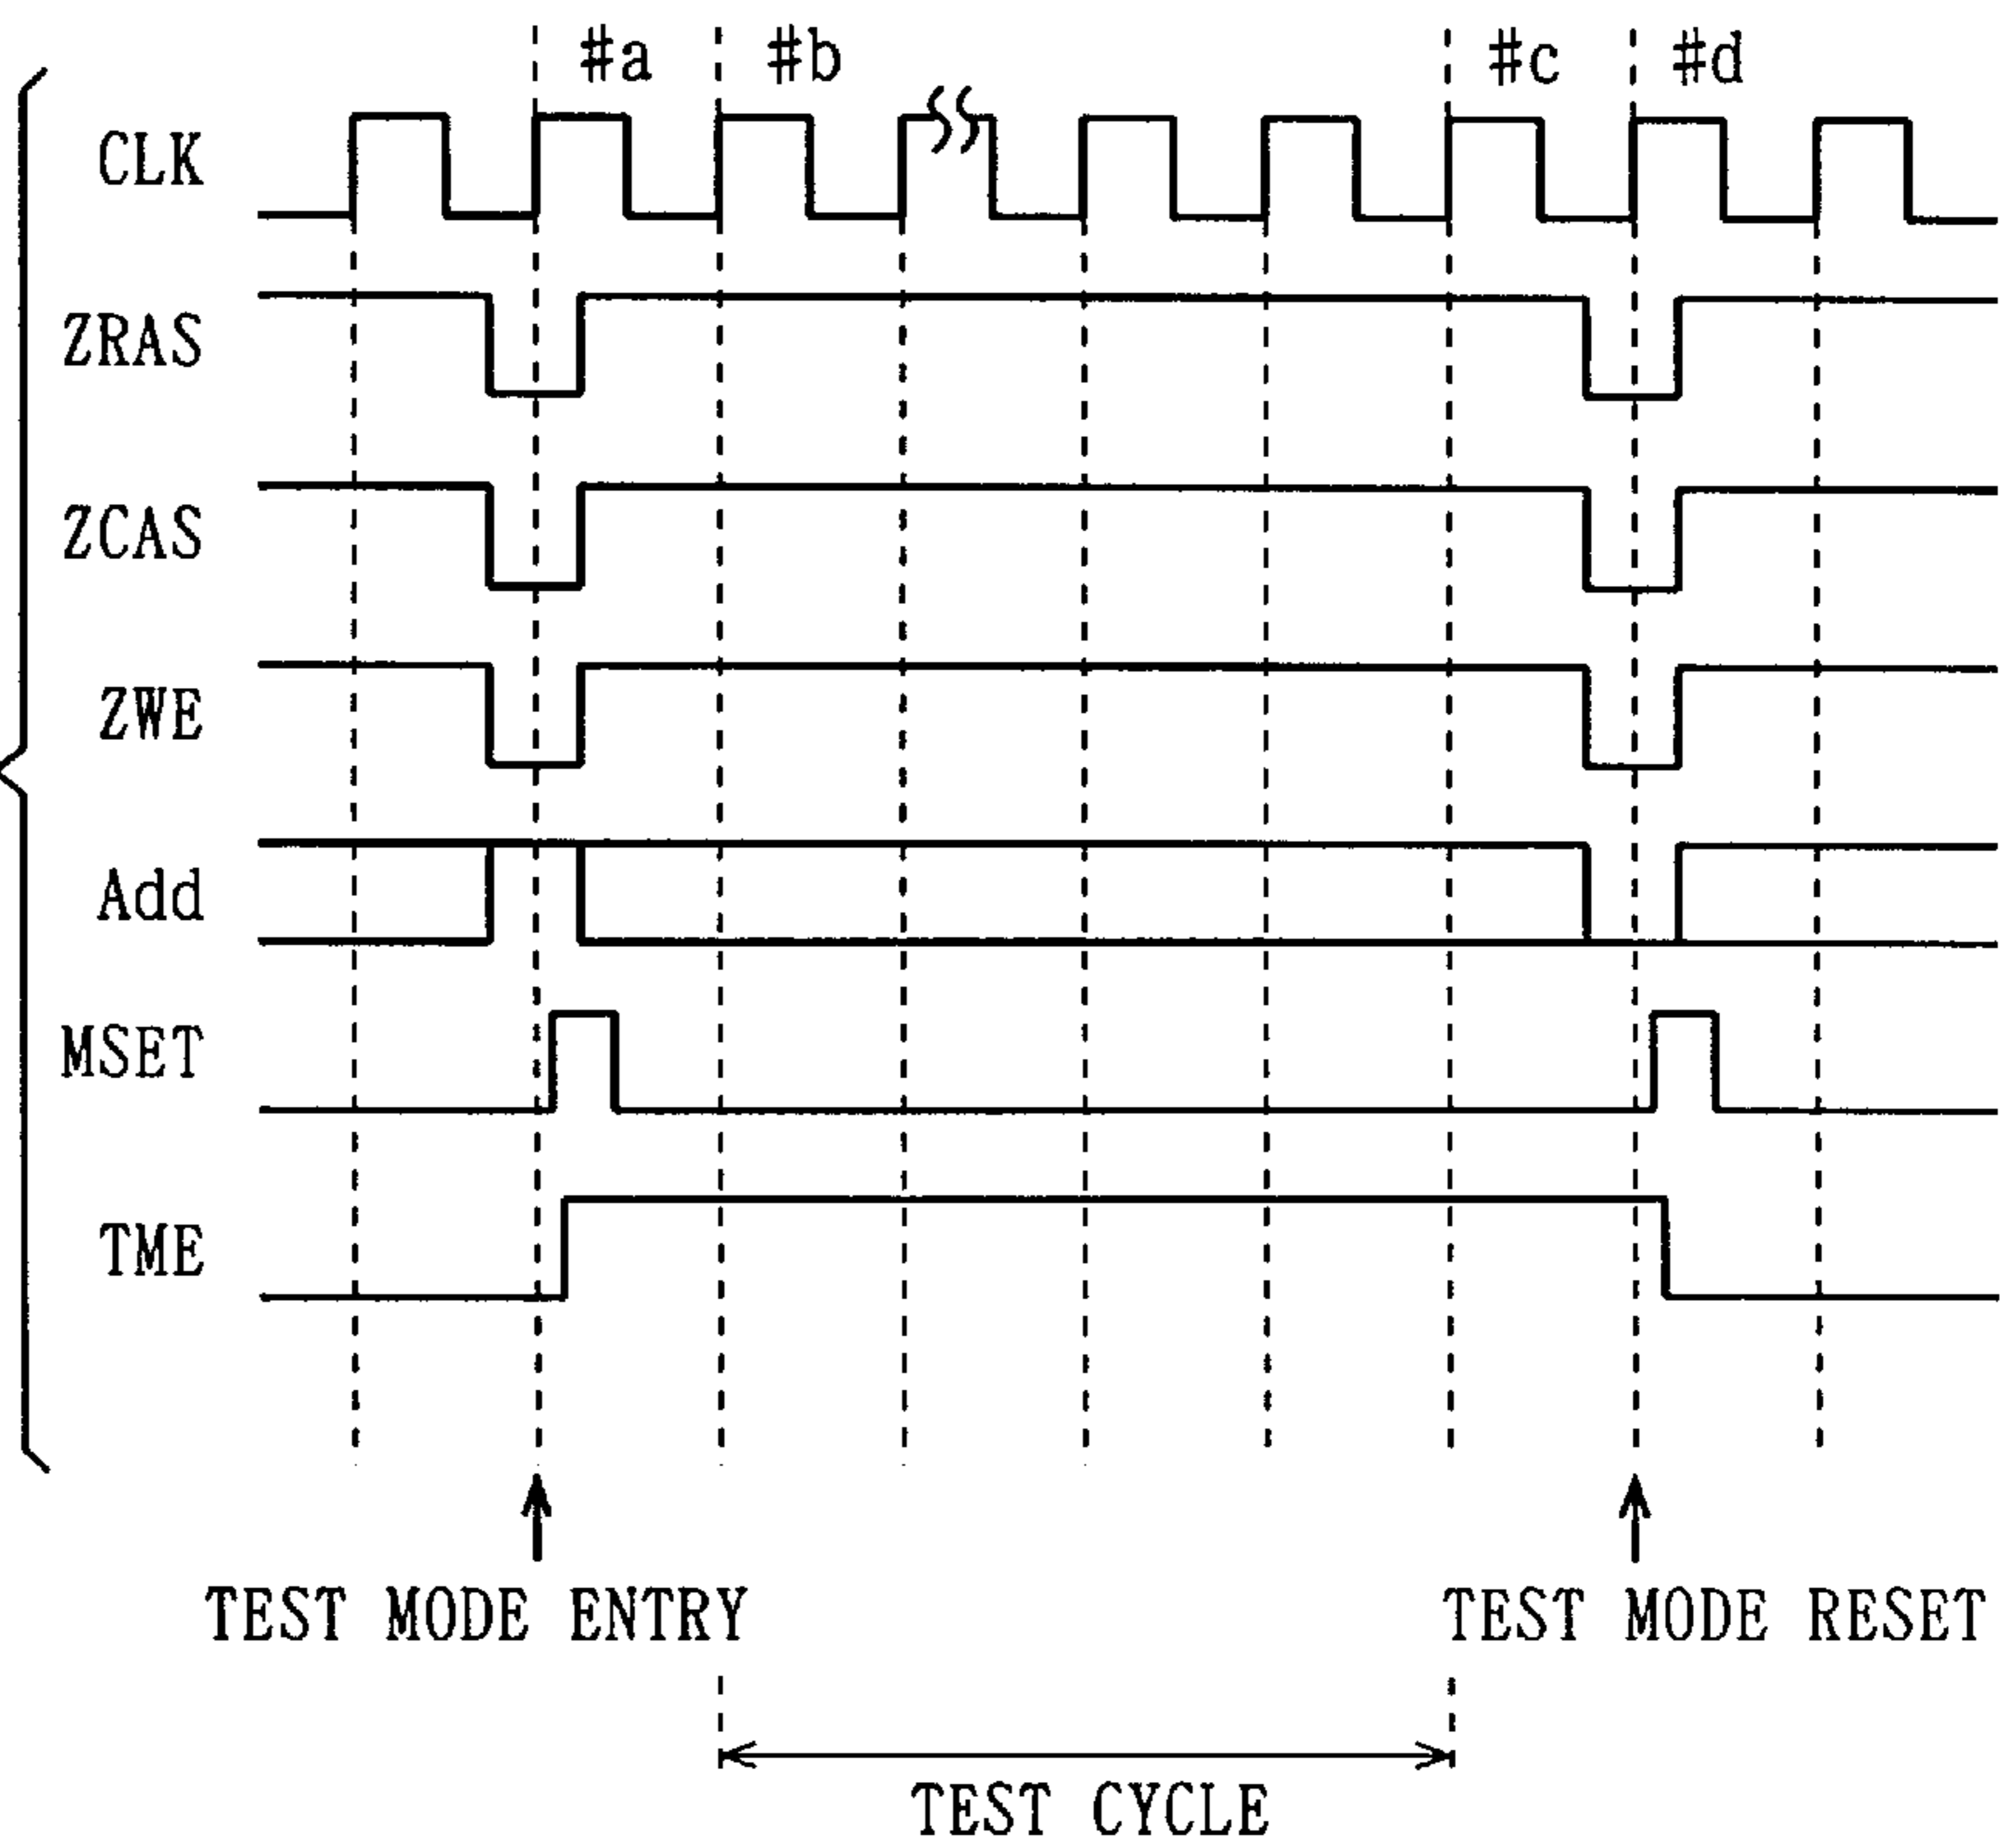 #a #b #c #d
CLK
ZRAS
ZCAS
ZWE
Add
MSET
TME
TEST MODE ENTRY TEST MODE RESET
TEST CYCLE